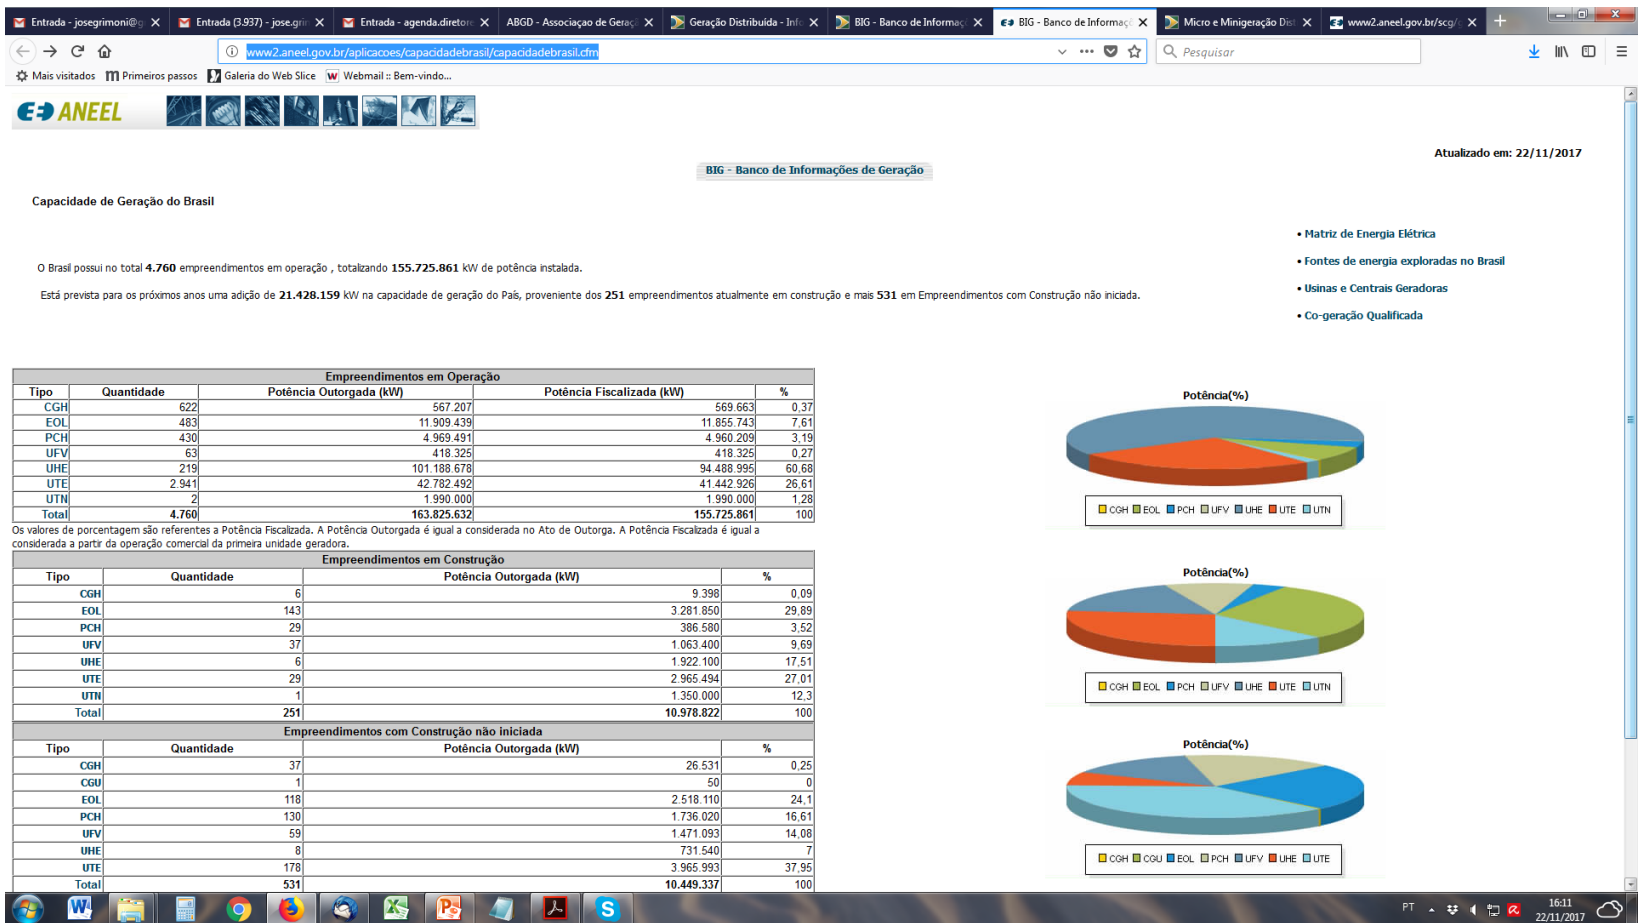 Entrada - josegrimoni@g
Entrada (3.937) - jose.grin
Entrada - agenda.diretore
ABGD - Associaçao de Geraçã
Geração Distribuída - Info
BIG - Banco de Informaçõ
BIG - Banco de Informaçõ
Micro e Minigeração Dist
www2.aneel.gov.br/scg/
www2.aneel.gov.br/aplicacoes/capacidadebrasil/capacidadebrasil.cfm
Pesquisar
Mais visitados Primeiros passos Galeria do Web Slice Webmail :: Bem-vindo...
ANEEL
Atualizado em: 22/11/2017
BIG - Banco de Informações de Geração
Capacidade de Geração do Brasil
• Matriz de Energia Elétrica
• Fontes de energia exploradas no Brasil
• Usinas e Centrais Geradoras
• Co-geração Qualificada
O Brasil possui no total 4.760 empreendimentos em operação , totalizando 155.725.861 kW de potência instalada.
Está prevista para os próximos anos uma adição de 21.428.159 kW na capacidade de geração do País, proveniente dos 251 empreendimentos atualmente em construção e mais 531 em Empreendimentos com Construção não iniciada.
Empreendimentos em Operação
Tipo Quantidade Potência Outorgada (kW) Potência Fiscalizada (kW) %
CGH 622 567.207 569.663 0,37
EOL 483 11.909.439 11.855.743 7,61
PCH 430 4.969.491 4.960.209 3,19
UFV 63 418.325 418.325 0,27
UHE 219 101.188.678 94.488.995 60,68
UTE 2.941 42.782.492 41.442.926 26,61
UTN 2 1.990.000 1.990.000 1,28
Total 4.760 163.825.632 155.725.861 100
Os valores de porcentagem são referentes a Potência Fiscalizada. A Potência Outorgada é igual a considerada no Ato de Outorga. A Potência Fiscalizada é igual a
considerada a partir da operação comercial da primeira unidade geradora.
Potência(%)
CGH EOL PCH UFV UHE UTE UTN
Empreendimentos em Construção
Tipo Quantidade Potência Outorgada (kW) %
CGH 6 9.398 0,09
EOL 143 3.281.850 29,89
PCH 29 386.580 3,52
UFV 37 1.063.400 9,69
UHE 6 1.922.100 17,51
UTE 29 2.965.494 27,01
UTN 1 1.350.000 12,3
Total 251 10.978.822 100
Potência(%)
CGH EOL PCH UFV UHE UTE UTN
Empreendimentos com Construção não iniciada
Tipo Quantidade Potência Outorgada (kW) %
CGH 37 26.531 0,25
CGU 1 50 0
EOL 118 2.518.110 24,1
PCH 130 1.736.020 16,61
UFV 59 1.471.093 14,08
UHE 8 731.540 7
UTE 178 3.965.993 37,95
Total 531 10.449.337 100
Potência(%)
CGH CGU EOL PCH UFV UHE UTE
PT
16:11
22/11/2017